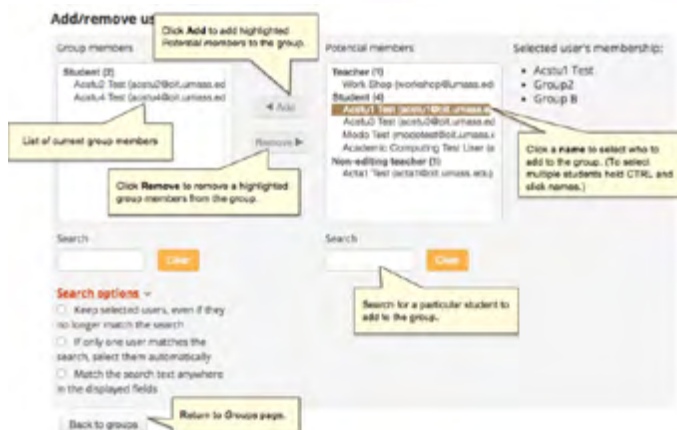 Add/remove us
Click Add to add highlighted
Potential members to the group.
Group members
Student (2)
Acstu2 Test (acstu2@oit.umass.ed
Acstu4 Test (acstu4@oit.umass.ed
List of current group members
◄ Add
Remove ►
Click Remove to remove a highlighted
group members from the group.
Potential members
Teacher (1)
Work Shop (workshop@umass.ed
Student (4)
Acstu1 Test (acstu1@oit.umass.e
Acstu3 Test (acstu3@oit.umass.ed
Modo Test (modotest@oit.umass.e
Academic Computing Test User (a
Non-editing teacher (1)
Acta1 Test (acta1@oit.umass.edu)
Selected user's membership:
Acstu1 Test
Group2
Group B
Click a name to select who to
add to the group. (To select
multiple students hold CTRL and
click names.)
Search
Clear
Search
Clear
Search for a particular student to
add to the group.
Search options
Keep selected users, even if they
no longer match the search
If only one user matches the
search, select them automatically
Match the search text anywhere
in the displayed fields
Back to groups
Return to Groups page.